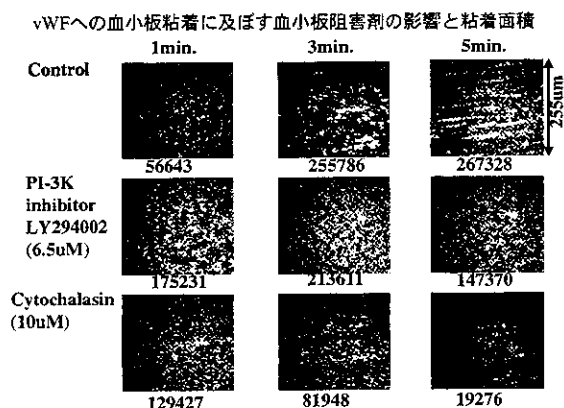 vWFへの血小板粘着に及ぼす血小板阻害剤の影響と粘着面積
1min. 3min. 5min.
Control
255um
56643 255786 267328
PI-3K
inhibitor
LY294002
(6.5uM)
175231 213611 147370
Cytochalasin
(10uM)
129427 81948 19276